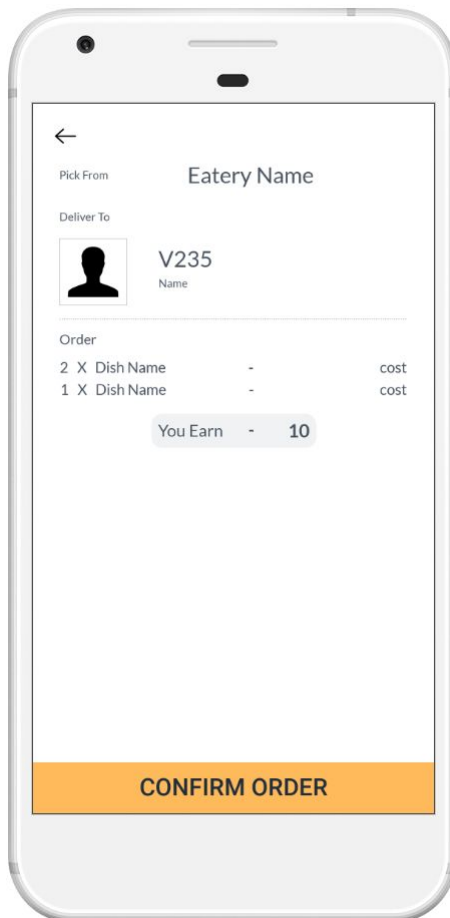 Pick From Eatery Name
Deliver To
V235
Name
Order
2 X Dish Name - cost
1 X Dish Name - cost
You Earn - 10
CONFIRM ORDER